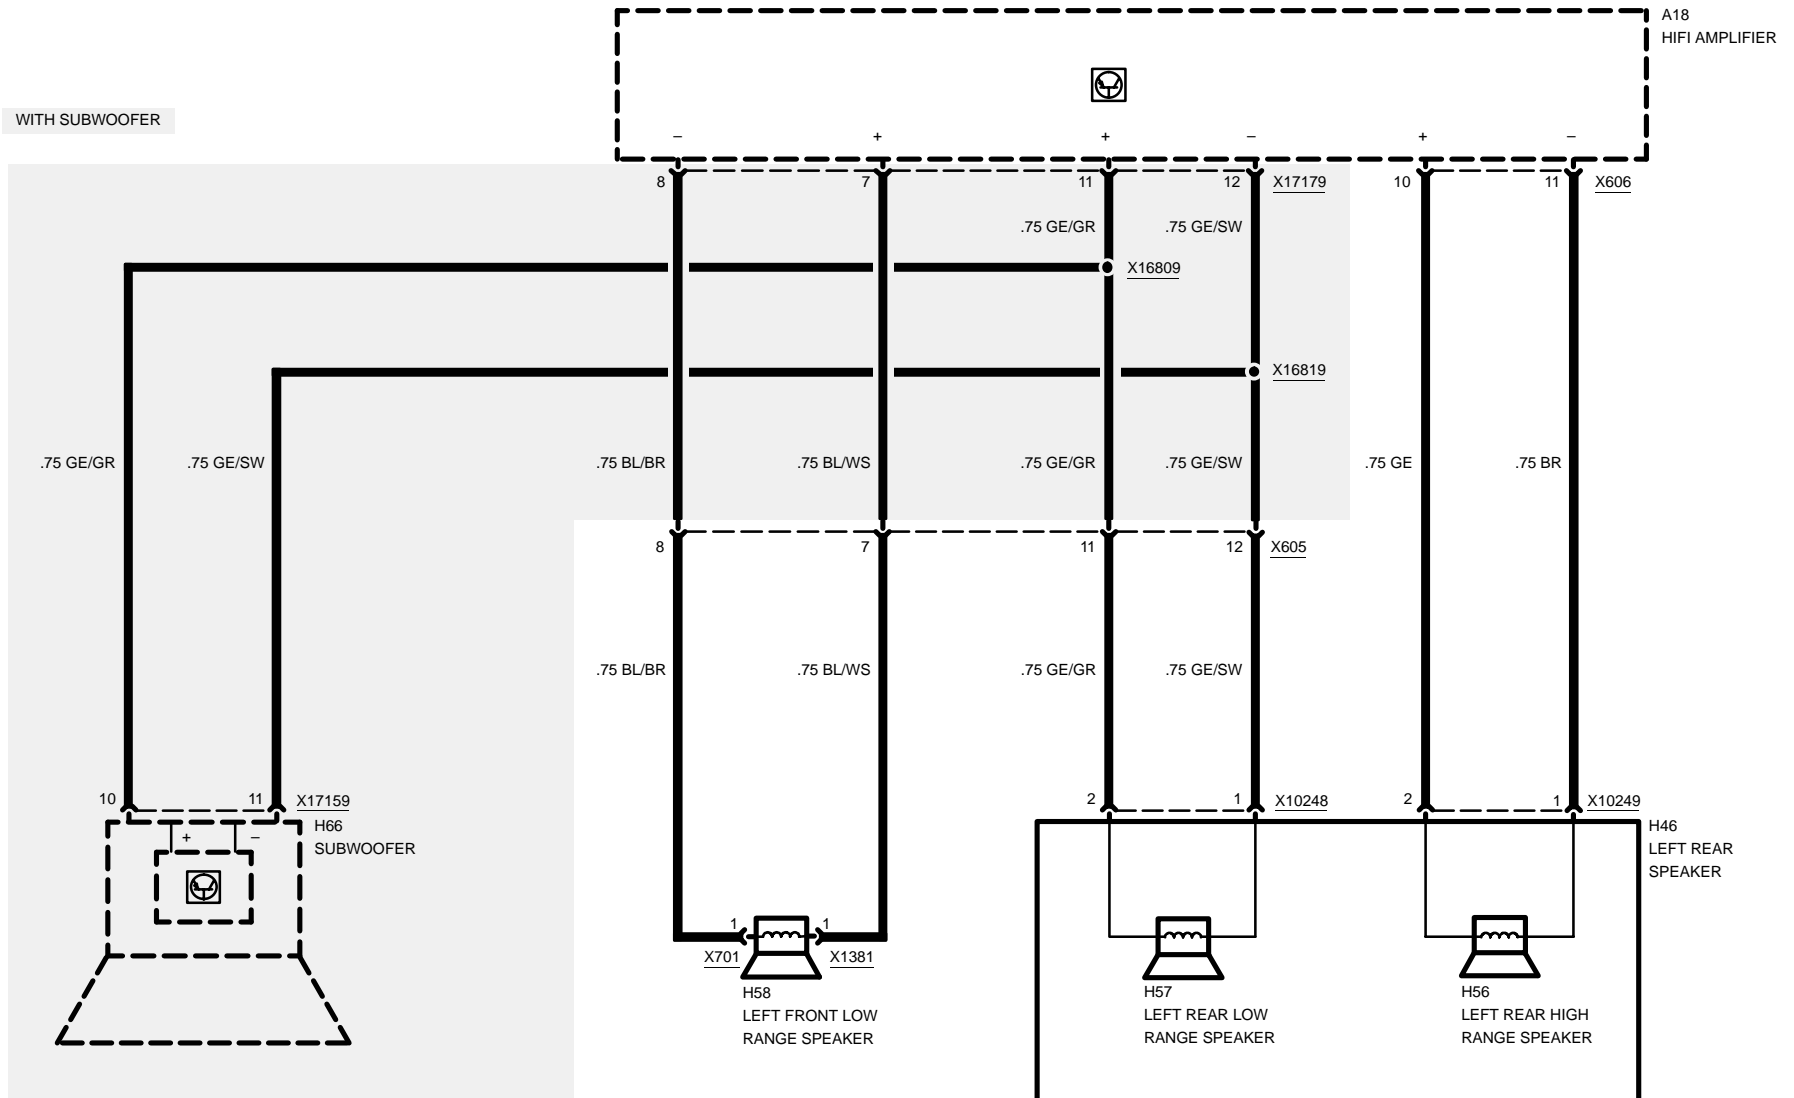 A18
HIFI AMPLIFIER
WITH SUBWOOFER
– + + – + –
8 7 11 12 X17179 10 11 X606
.75 GE/GR .75 GE/SW
X16809
X16819
.75 GE/GR .75 GE/SW .75 BL/BR .75 BL/WS .75 GE/GR .75 GE/SW .75 GE .75 BR
8 7 11 12 X605
.75 BL/BR .75 BL/WS .75 GE/GR .75 GE/SW
10 11 X17159 2 1 X10248 2 1 X10249
H66
SUBWOOFER
+ –
H46
LEFT REAR
SPEAKER
1 1
X701 X1381
H58
LEFT FRONT LOW
RANGE SPEAKER
H57
LEFT REAR LOW
RANGE SPEAKER
H56
LEFT REAR HIGH
RANGE SPEAKER